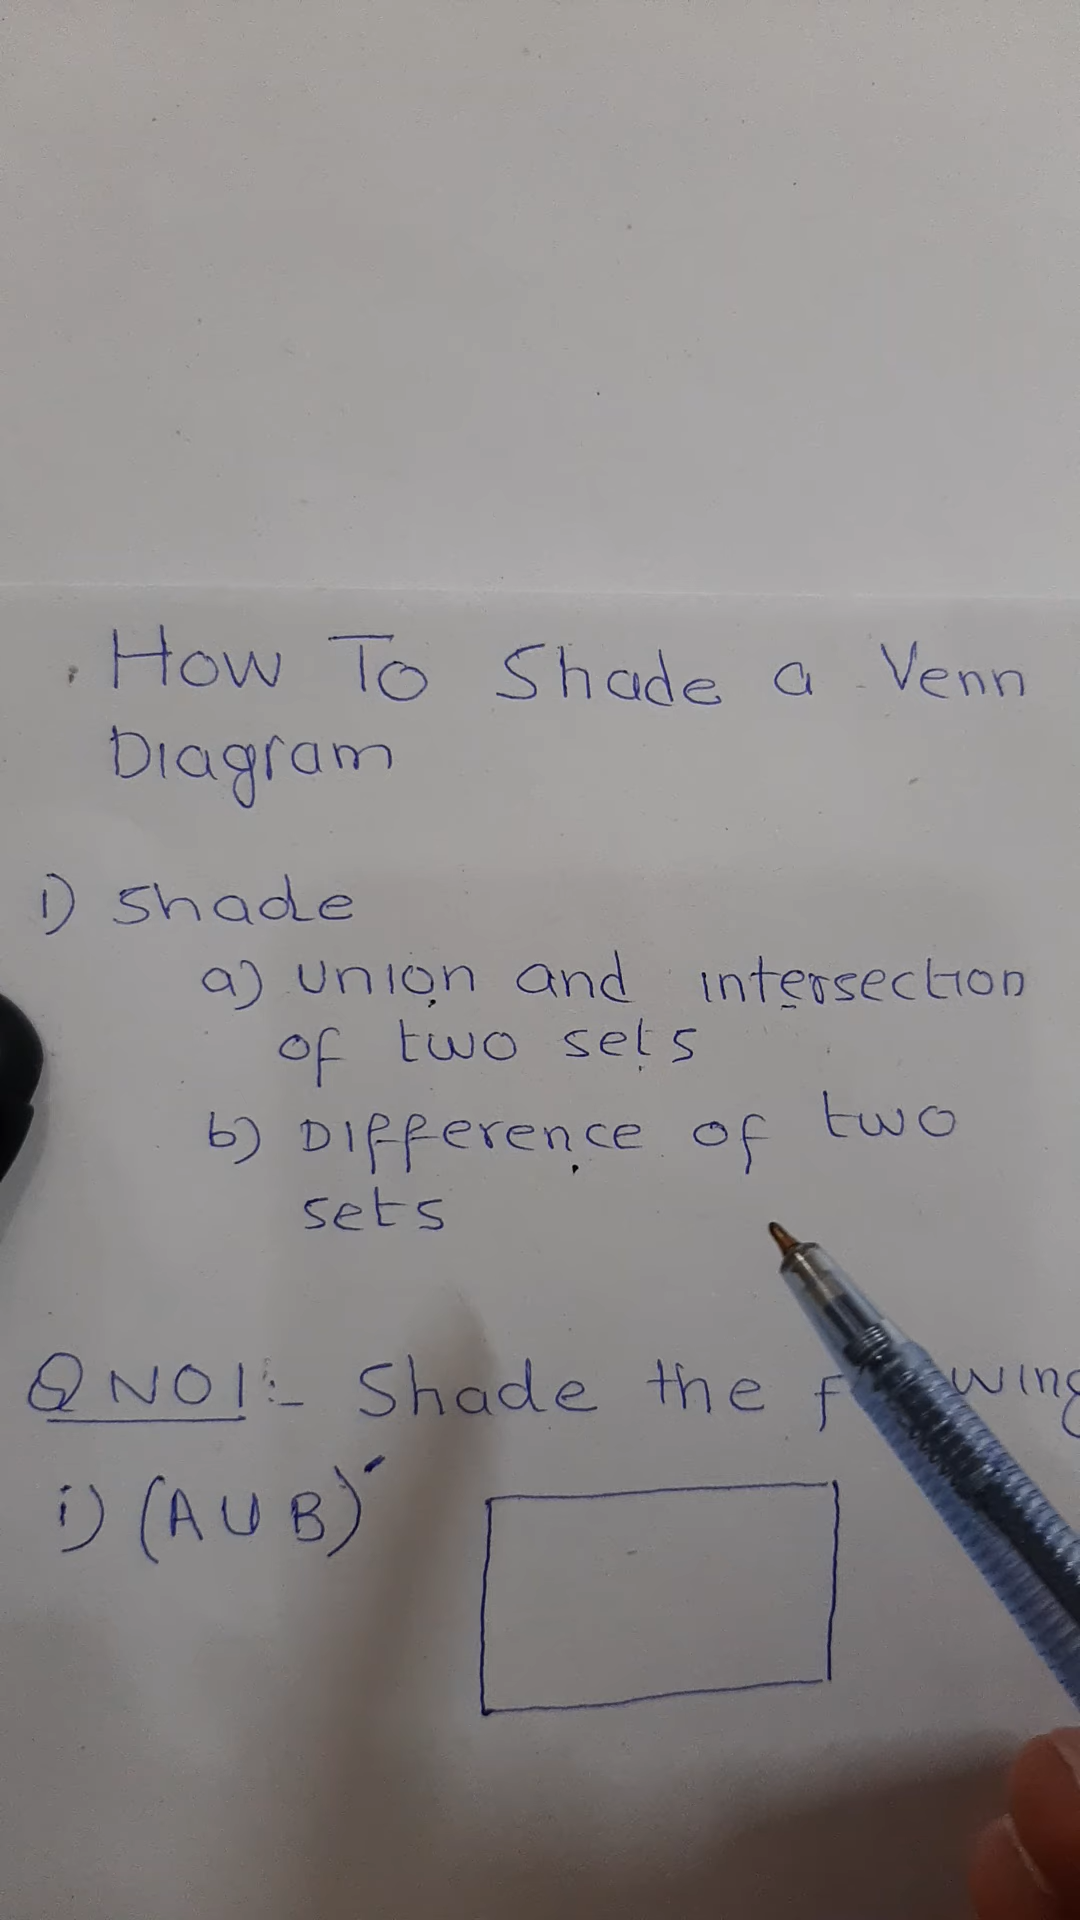 How To Shade a Venn
Diagram
1) Shade
a) union and intersection
of two sets
b) Difference of two
sets
Q NO1:- Shade the
i) (A U B)'